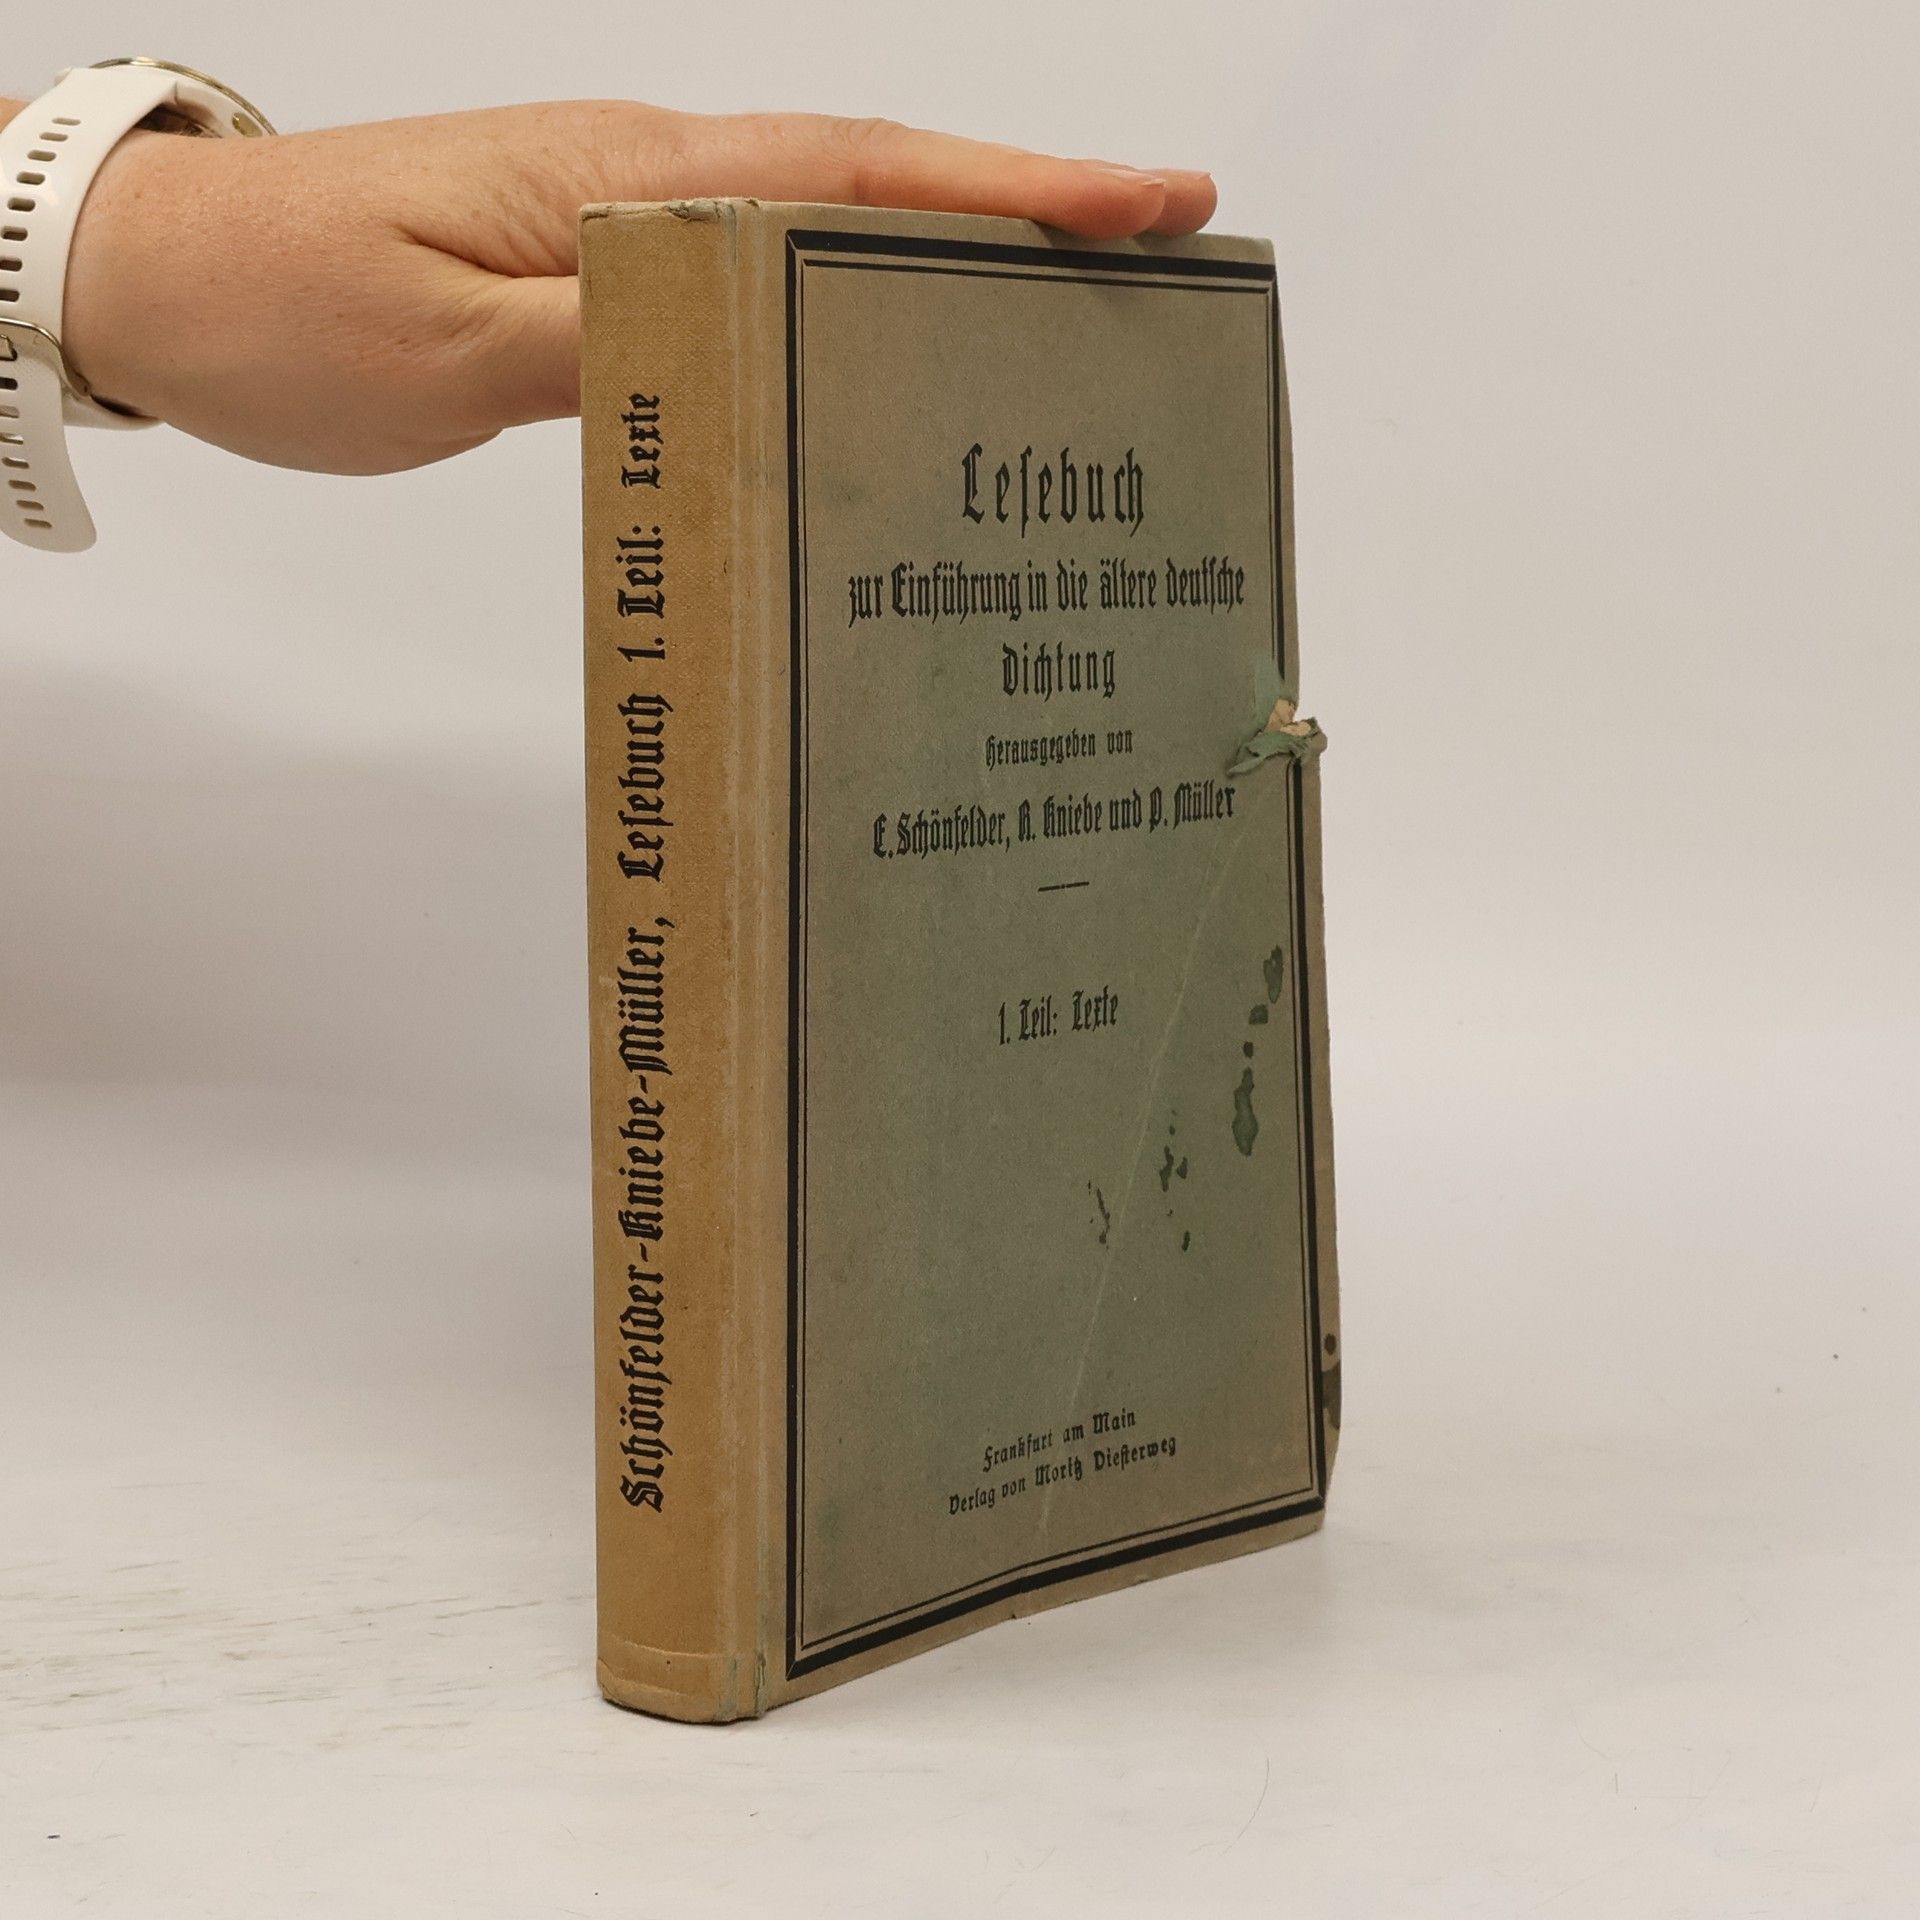 Schönfelder-Kniebe-Müller, Lesebuch 1. Teil: Texte
Lesebuch
zur Einführung in die ältere deutsche
Dichtung
Herausgegeben von
E. Schönfelder, R. Kniebe und P. Müller
1. Teil: Texte
Frankfurt am Main
Verlag von Moritz Diesterweg